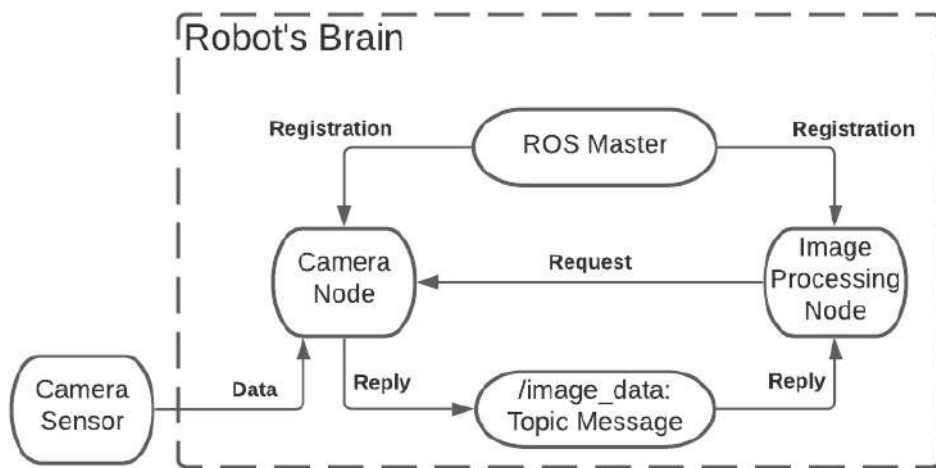 Robot's Brain
Registration
ROS Master
Registration
Camera
Node
Request
Image
Processing
Node
Camera
Sensor
Data
Reply
/image_data:
Topic Message
Reply